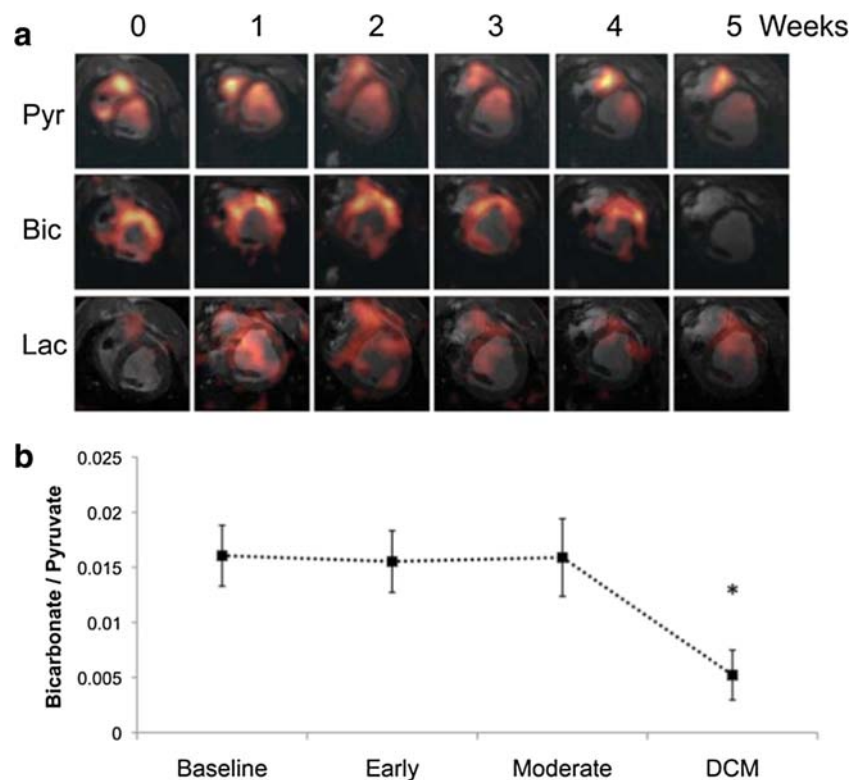 a
0 1 2 3 4 5 Weeks
Pyr
Bic
Lac
b
Bicarbonate / Pyruvate
0.025
0.02
0.015
0.01
0.005
0
*
Baseline Early Moderate DCM